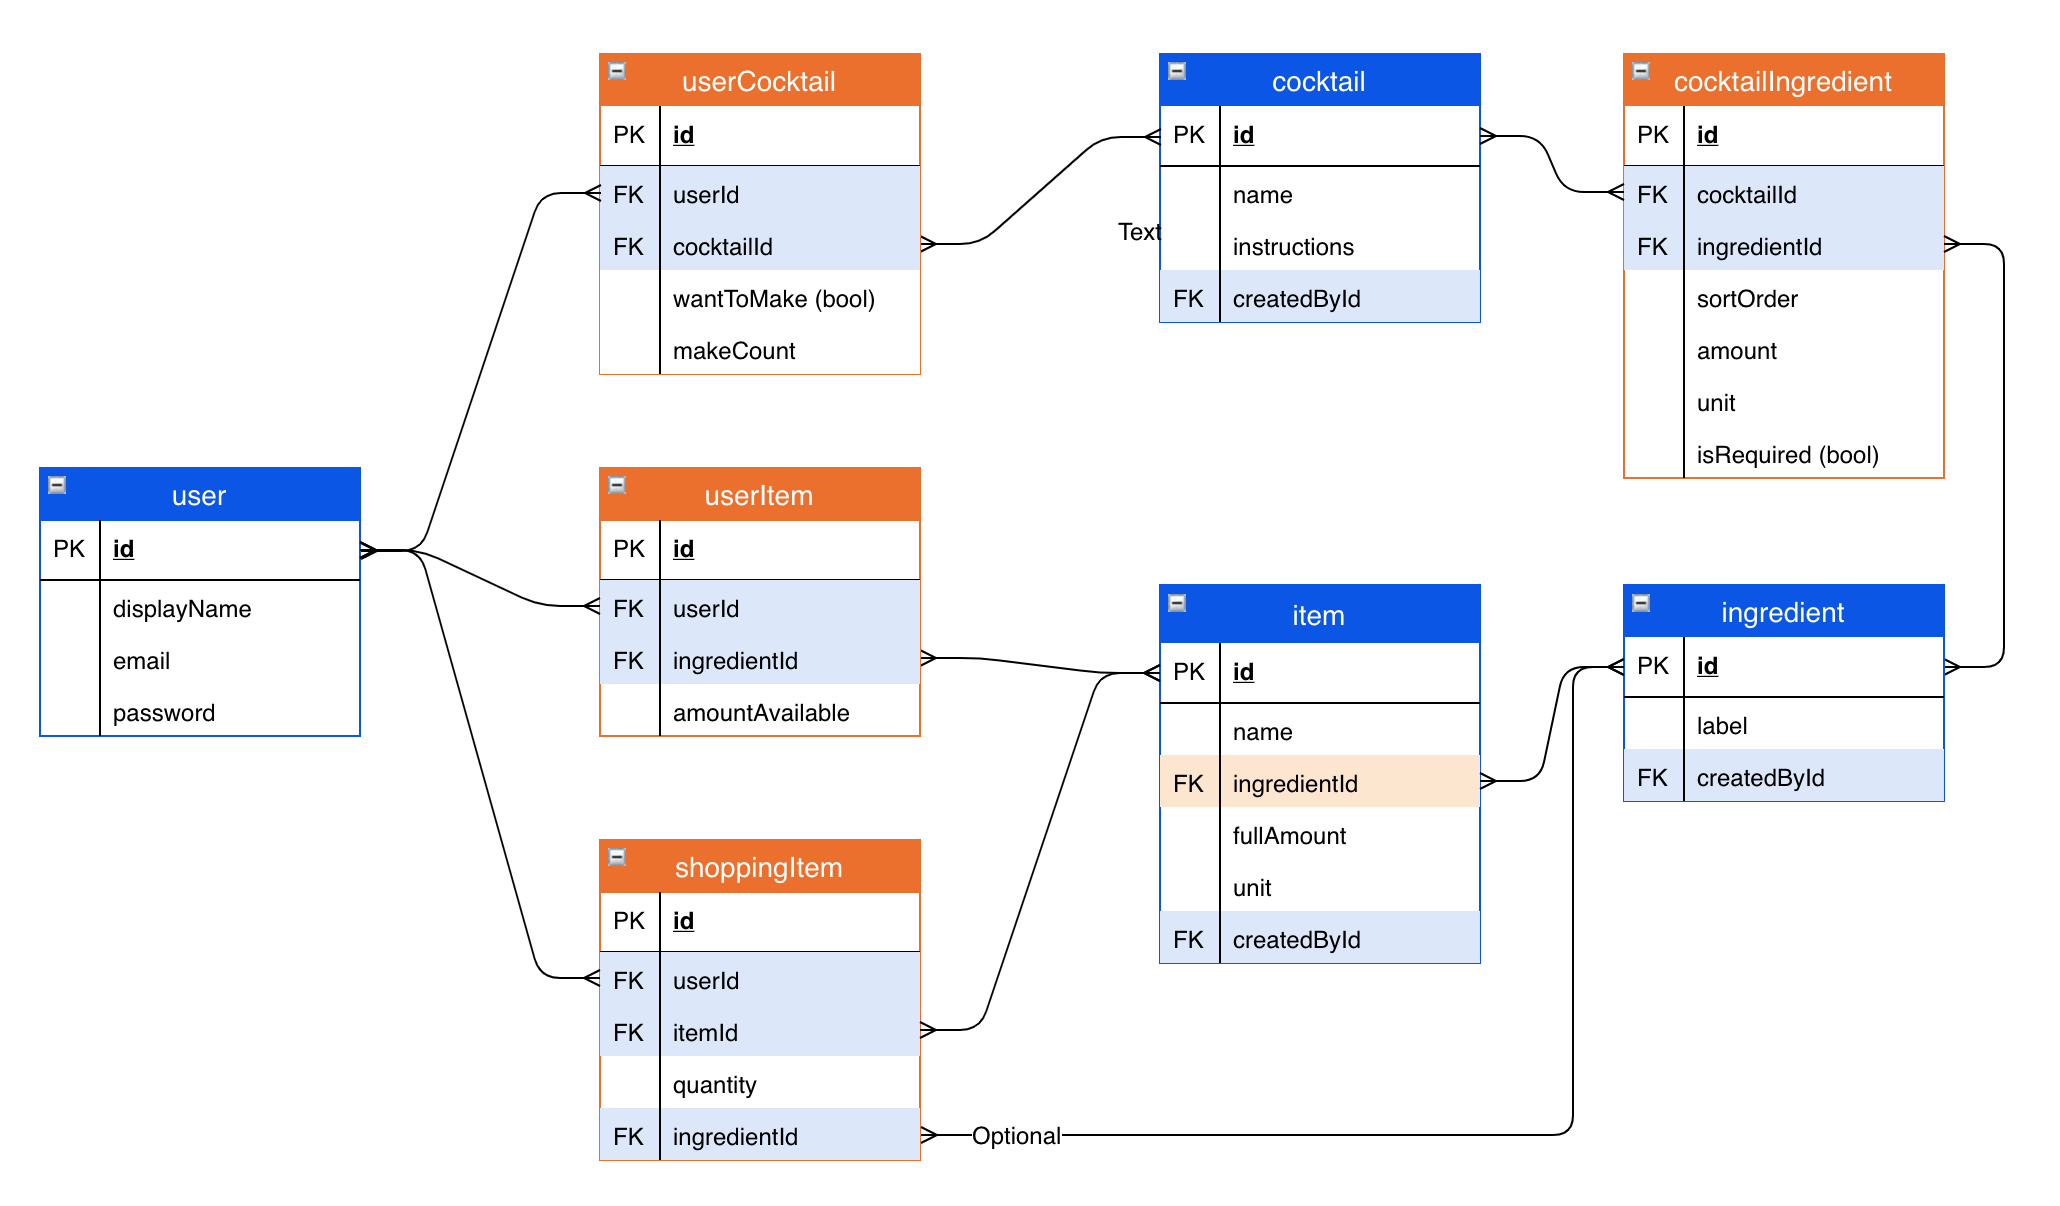 userCocktail
PK id
FK userId
FK cocktailId
wantToMake (bool)
makeCount
cocktail
PK id
name
Text
instructions
FK createdById
cocktailIngredient
PK id
FK cocktailId
FK ingredientId
sortOrder
amount
unit
isRequired (bool)
user
PK id
displayName
email
password
userItem
PK id
FK userId
FK ingredientId
amountAvailable
item
PK id
name
FK ingredientId
fullAmount
unit
FK createdById
ingredient
PK id
label
FK createdById
shoppingItem
PK id
FK userId
FK itemId
quantity
FK ingredientId
Optional